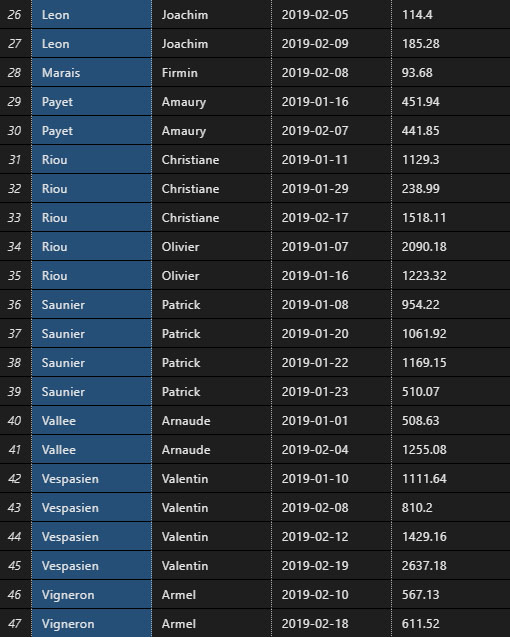 26 Leon Joachim 2019-02-05 114.4
27 Leon Joachim 2019-02-09 185.28
28 Marais Firmin 2019-02-08 93.68
29 Payet Amaury 2019-01-16 451.94
30 Payet Amaury 2019-02-07 441.85
31 Riou Christiane 2019-01-11 1129.3
32 Riou Christiane 2019-01-29 238.99
33 Riou Christiane 2019-02-17 1518.11
34 Riou Olivier 2019-01-07 2090.18
35 Riou Olivier 2019-01-16 1223.32
36 Saunier Patrick 2019-01-08 954.22
37 Saunier Patrick 2019-01-20 1061.92
38 Saunier Patrick 2019-01-22 1169.15
39 Saunier Patrick 2019-01-23 510.07
40 Vallee Arnaude 2019-01-01 508.63
41 Vallee Arnaude 2019-02-04 1255.08
42 Vespasien Valentin 2019-01-10 1111.64
43 Vespasien Valentin 2019-02-08 810.2
44 Vespasien Valentin 2019-02-12 1429.16
45 Vespasien Valentin 2019-02-19 2637.18
46 Vigneron Armel 2019-02-10 567.13
47 Vigneron Armel 2019-02-18 611.52